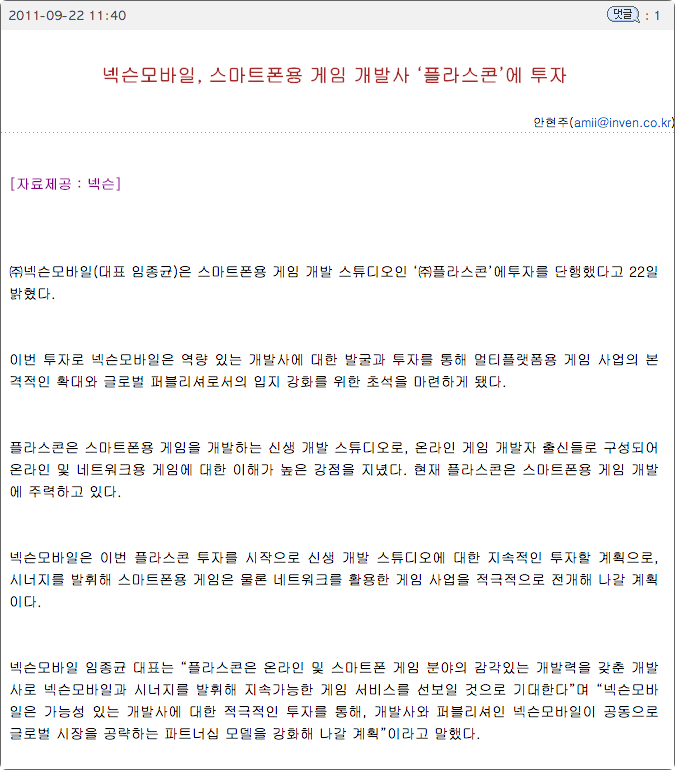 2011-09-22 11:40
댓글 : 1
넥슨모바일, 스마트폰용 게임 개발사 ‘플라스콘’에 투자
안현주(amii@inven.co.kr)
[자료제공 : 넥슨]
㈜넥슨모바일(대표 임종균)은 스마트폰용 게임 개발 스튜디오인 ‘㈜플라스콘’에투자를 단행했다고 22일
밝혔다.
이번 투자로 넥슨모바일은 역량 있는 개발사에 대한 발굴과 투자를 통해 멀티플랫폼용 게임 사업의 본
격적인 확대와 글로벌 퍼블리셔로서의 입지 강화를 위한 초석을 마련하게 됐다.
플라스콘은 스마트폰용 게임을 개발하는 신생 개발 스튜디오로, 온라인 게임 개발자 출신들로 구성되어
온라인 및 네트워크용 게임에 대한 이해가 높은 강점을 지녔다. 현재 플라스콘은 스마트폰용 게임 개발
에 주력하고 있다.
넥슨모바일은 이번 플라스콘 투자를 시작으로 신생 개발 스튜디오에 대한 지속적인 투자할 계획으로,
시너지를 발휘해 스마트폰용 게임은 물론 네트워크를 활용한 게임 사업을 적극적으로 전개해 나갈 계획
이다.
넥슨모바일 임종균 대표는 “플라스콘은 온라인 및 스마트폰 게임 분야의 감각있는 개발력을 갖춘 개발
사로 넥슨모바일과 시너지를 발휘해 지속가능한 게임 서비스를 선보일 것으로 기대한다”며 “넥슨모바
일은 가능성 있는 개발사에 대한 적극적인 투자를 통해, 개발사와 퍼블리셔인 넥슨모바일이 공동으로
글로벌 시장을 공략하는 파트너십 모델을 강화해 나갈 계획”이라고 말했다.